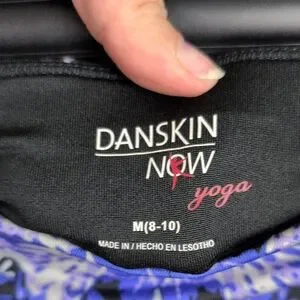 DANSKIN
NOW
yoga
M(8-10)
MADE IN / HECHO EN LESOTHO